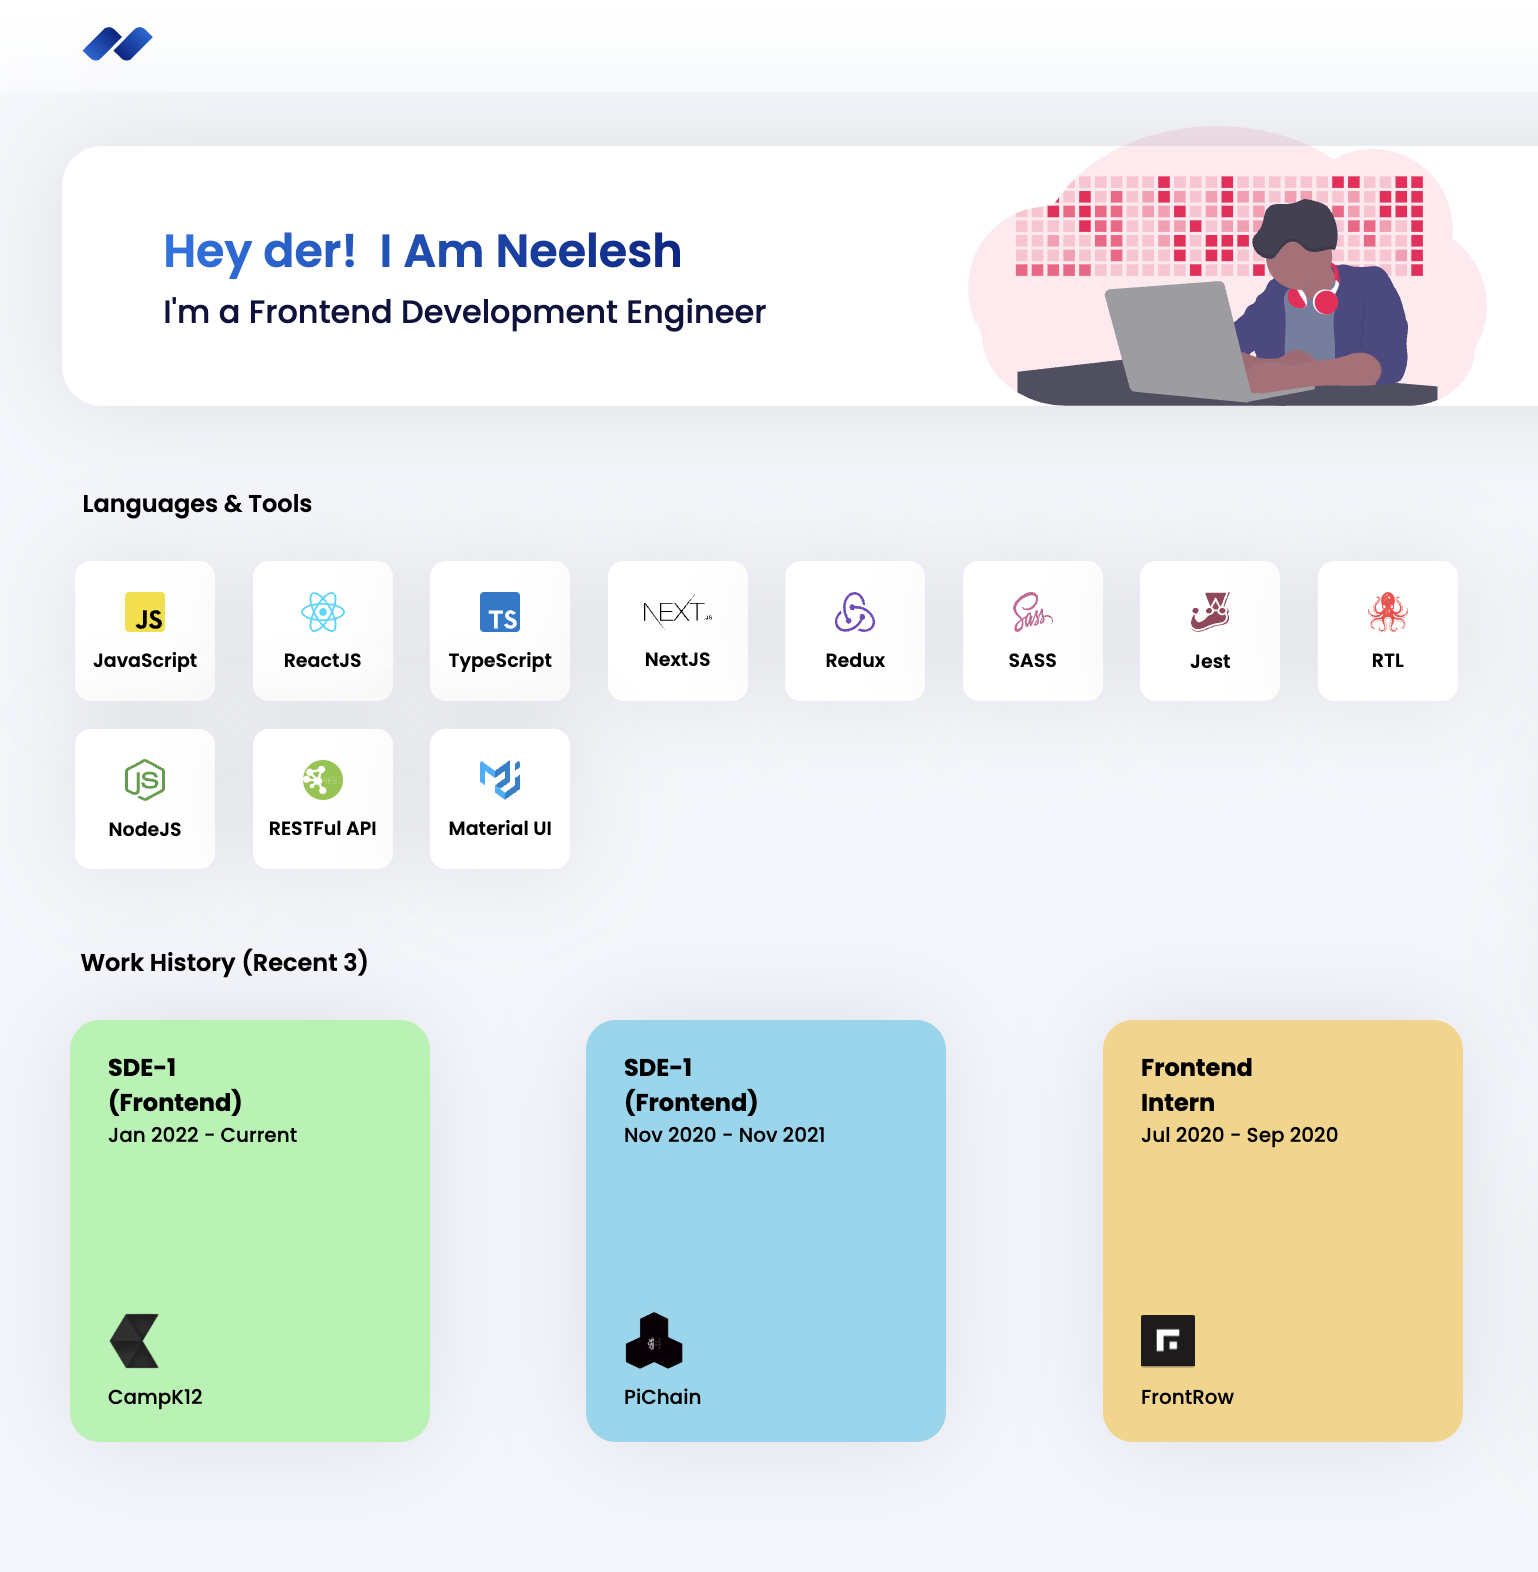 Hey der!  I Am Neelesh
I'm a Frontend Development Engineer
Languages & Tools
JS
TS
NEXT.JS
Sass
JavaScript
ReactJS
TypeScript
NextJS
Redux
SASS
Jest
RTL
JS
NodeJS
RESTFul API
Material UI
Work History (Recent 3)
SDE-1
(Frontend)
Jan 2022 - Current
CampK12
SDE-1
(Frontend)
Nov 2020 - Nov 2021
PiChain
Frontend
Intern
Jul 2020 - Sep 2020
FrontRow